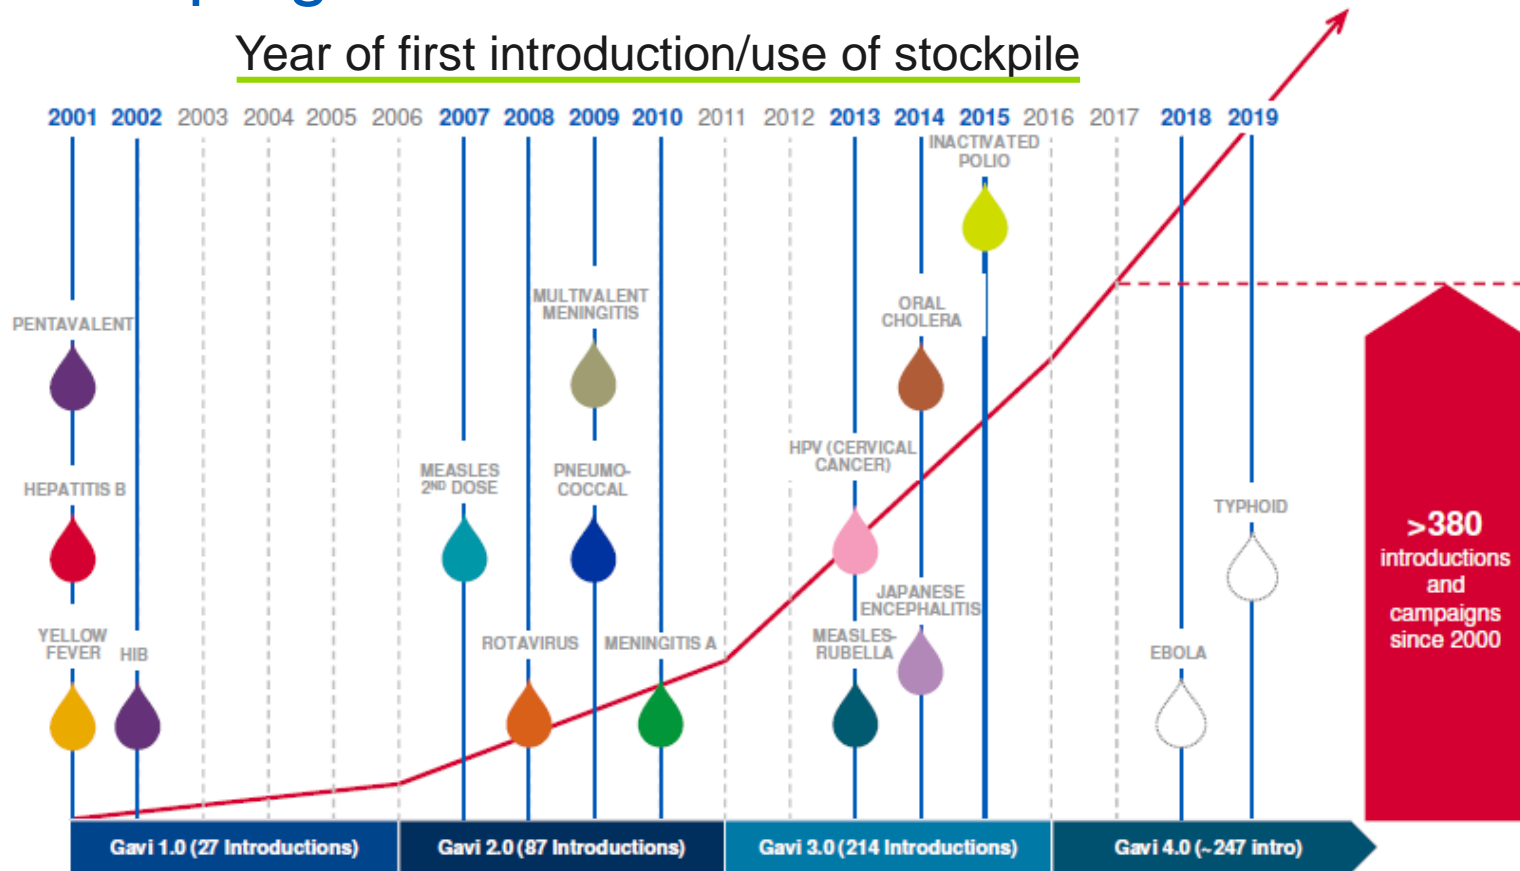 Year of first introduction/use of stockpile
2001 2002 2003 2004 2005 2006 2007 2008 2009 2010 2011 2012 2013 2014 2015 2016 2017 2018 2019
INACTIVATED
POLIO
MULTIVALENT
MENINGITIS
ORAL
CHOLERA
PENTAVALENT
HPV (CERVICAL
CANCER)
MEASLES
2ND DOSE
PNEUMO-
COCCAL
HEPATITIS B
TYPHOID
>380
introductions
and
campaigns
since 2000
JAPANESE
ENCEPHALITIS
YELLOW
FEVER
HIB
ROTAVIRUS
MENINGITIS A
MEASLES-
RUBELLA
EBOLA
Gavi 1.0 (27 Introductions)
Gavi 2.0 (87 Introductions)
Gavi 3.0 (214 Introductions)
Gavi 4.0 (~247 intro)